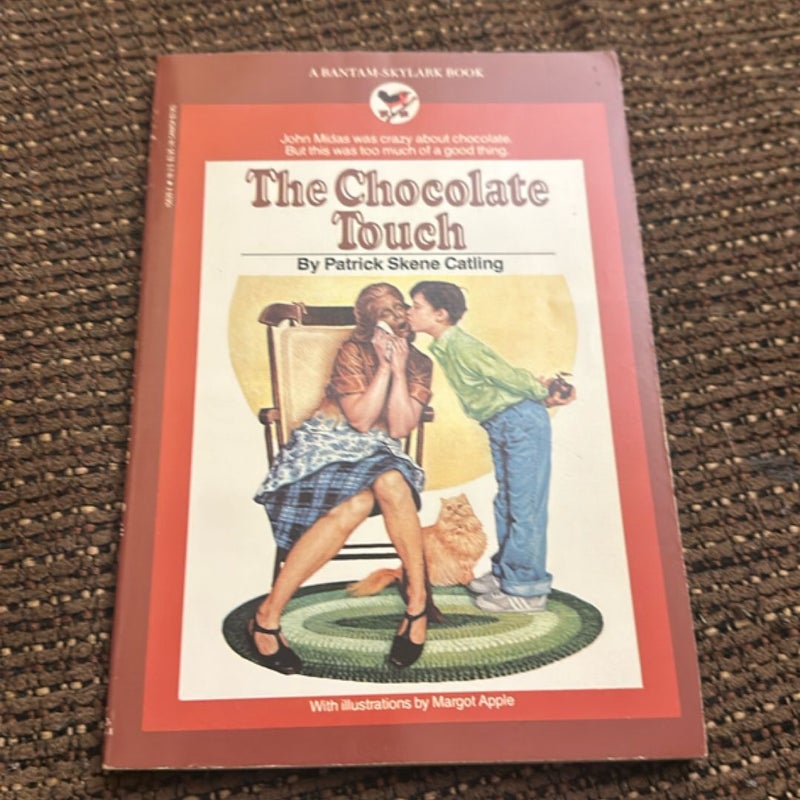 A BANTAM-SKYLARK BOOK
John Midas was crazy about chocolate.
But this was too much of a good thing.
The Chocolate
Touch
By Patrick Skene Catling
With illustrations by Margot Apple